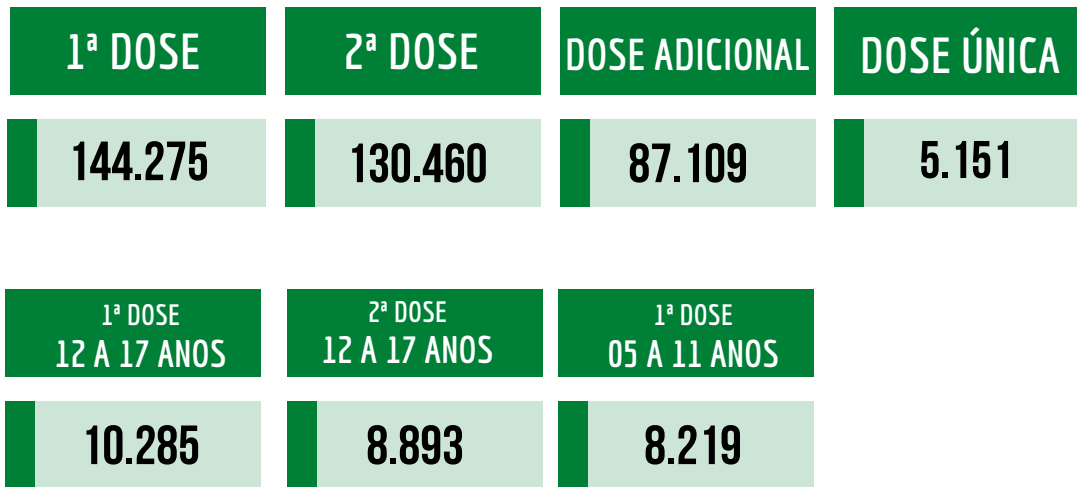 1ª DOSE
2ª DOSE
DOSE ADICIONAL
DOSE ÚNICA
144.275
130.460
87.109
5.151
1ª DOSE
12 A 17 ANOS
2ª DOSE
12 A 17 ANOS
1ª DOSE
05 A 11 ANOS
10.285
8.893
8.219